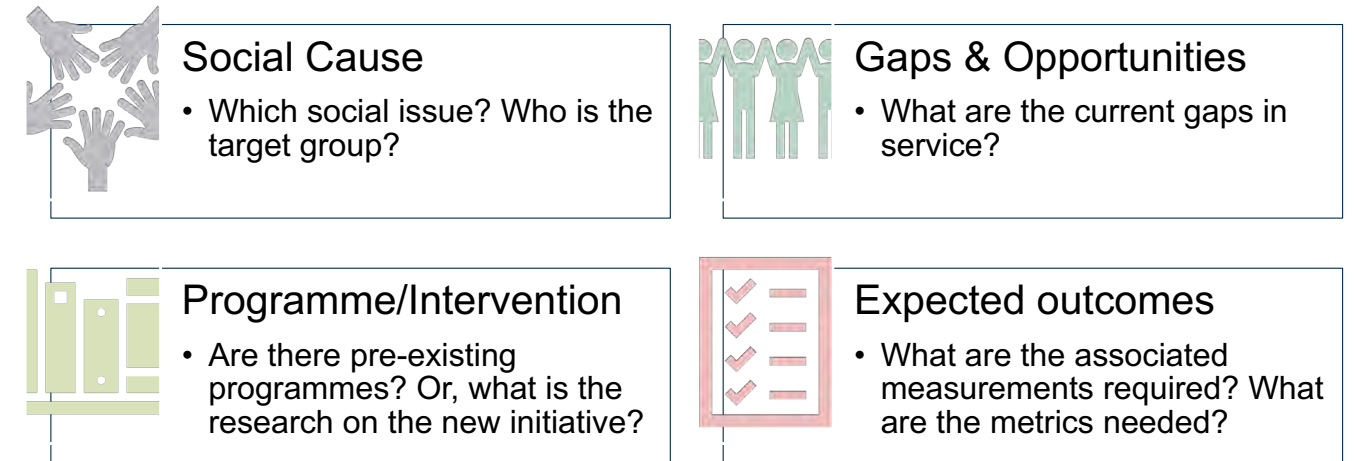 Social Cause
• Which social issue? Who is the
target group?
Gaps & Opportunities
• What are the current gaps in
service?
Programme/Intervention
• Are there pre-existing
programmes? Or, what is the
research on the new initiative?
Expected outcomes
• What are the associated
measurements required? What
are the metrics needed?